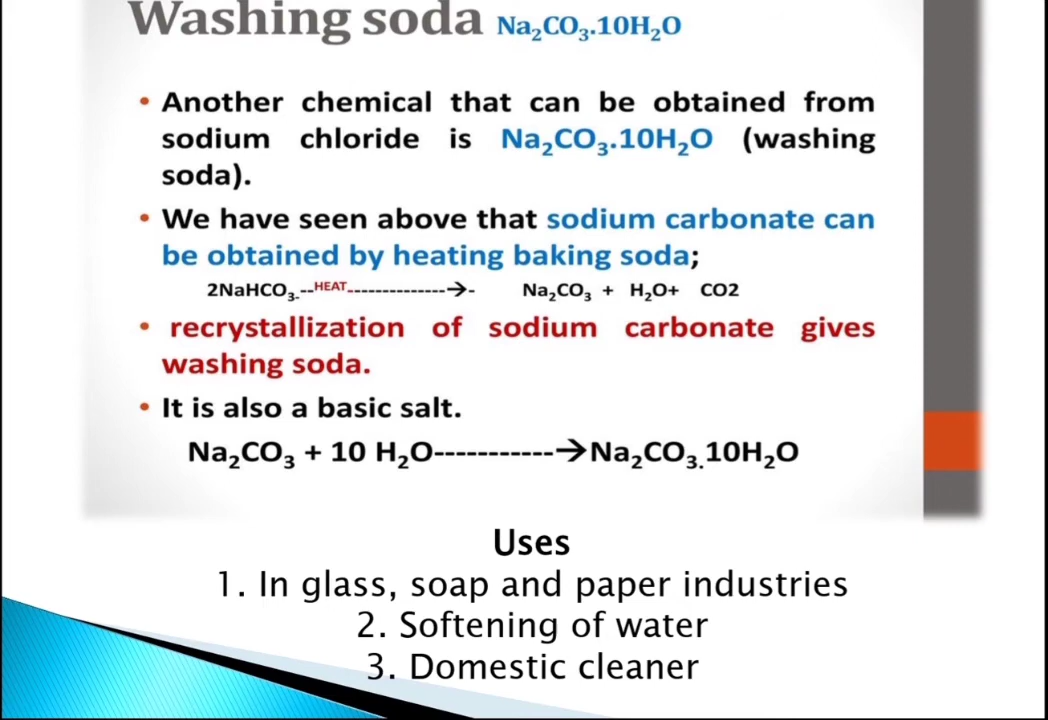 Washing soda Na₂CO₃.10H₂O
• Another chemical that can be obtained from
sodium chloride is Na₂CO₃.10H₂O (washing
soda).
• We have seen above that sodium carbonate can
be obtained by heating baking soda;
2NaHCO₃---HEAT---------------→- Na₂CO₃ + H₂O+ CO2
• recrystallization of sodium carbonate gives
washing soda.
• It is also a basic salt.
Na₂CO₃ + 10 H₂O-----------→Na₂CO₃.10H₂O
Uses
1. In glass, soap and paper industries
2. Softening of water
3. Domestic cleaner